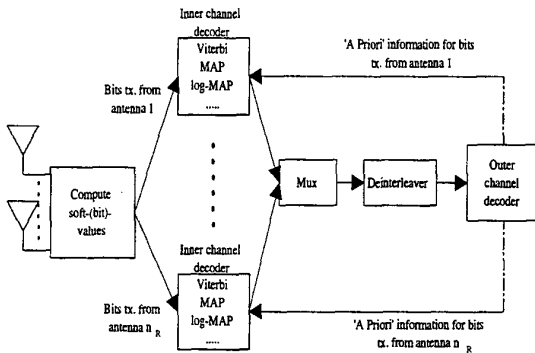 Inner channel
decoder
Viterbi
MAP
log-MAP
.....
'A Priori' information for bits
tx. from antenna 1
Bits tx. from
antenna 1
Compute
soft-(bit)-
values
Mux
Deinterleaver
Outer
channel
decoder
Inner channel
decoder
Viterbi
MAP
log-MAP
.....
Bits tx. from
antenna n R
'A Priori' information for bits
tx. from antenna n R